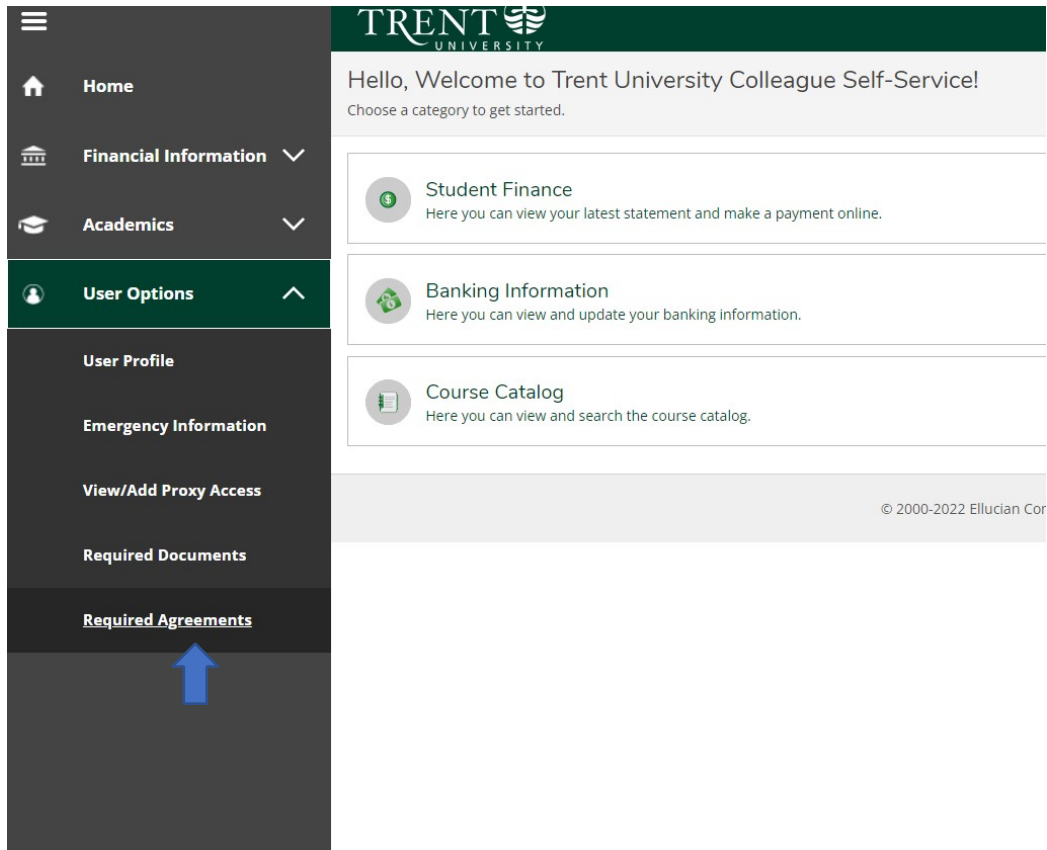 TRENT
UNIVERSITY
Home
Financial Information
Academics
User Options
User Profile
Emergency Information
View/Add Proxy Access
Required Documents
Required Agreements
Hello, Welcome to Trent University Colleague Self-Service!
Choose a category to get started.
Student Finance
Here you can view your latest statement and make a payment online.
Banking Information
Here you can view and update your banking information.
Course Catalog
Here you can view and search the course catalog.
© 2000-2022 Ellucian